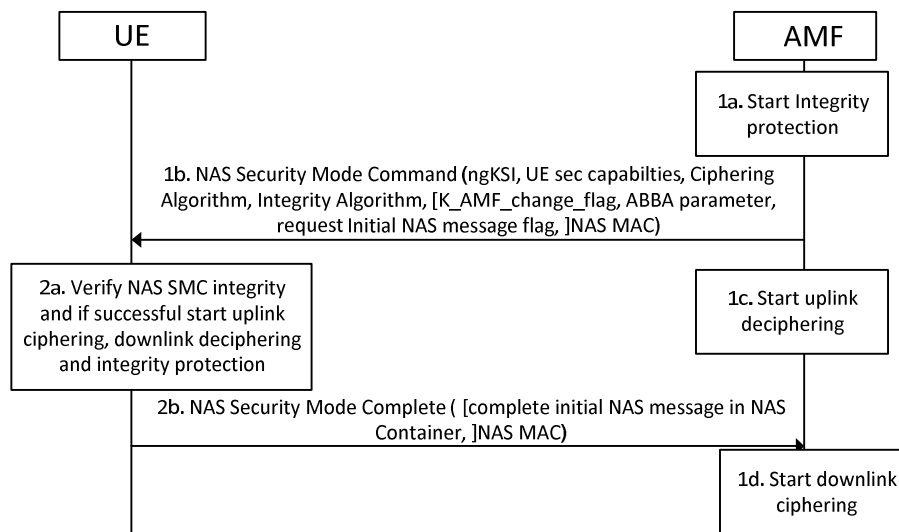 UE
AMF
1a. Start Integrity
protection
1b. NAS Security Mode Command (ngKSI, UE sec capabilties, Ciphering
Algorithm, Integrity Algorithm, [K_AMF_change_flag, ABBA parameter,
request Initial NAS message flag, ]NAS MAC)
2a. Verify NAS SMC integrity
and if successful start uplink
ciphering, downlink deciphering
and integrity protection
1c. Start uplink
deciphering
2b. NAS Security Mode Complete ( [complete initial NAS message in NAS
Container, ]NAS MAC)
1d. Start downlink
ciphering